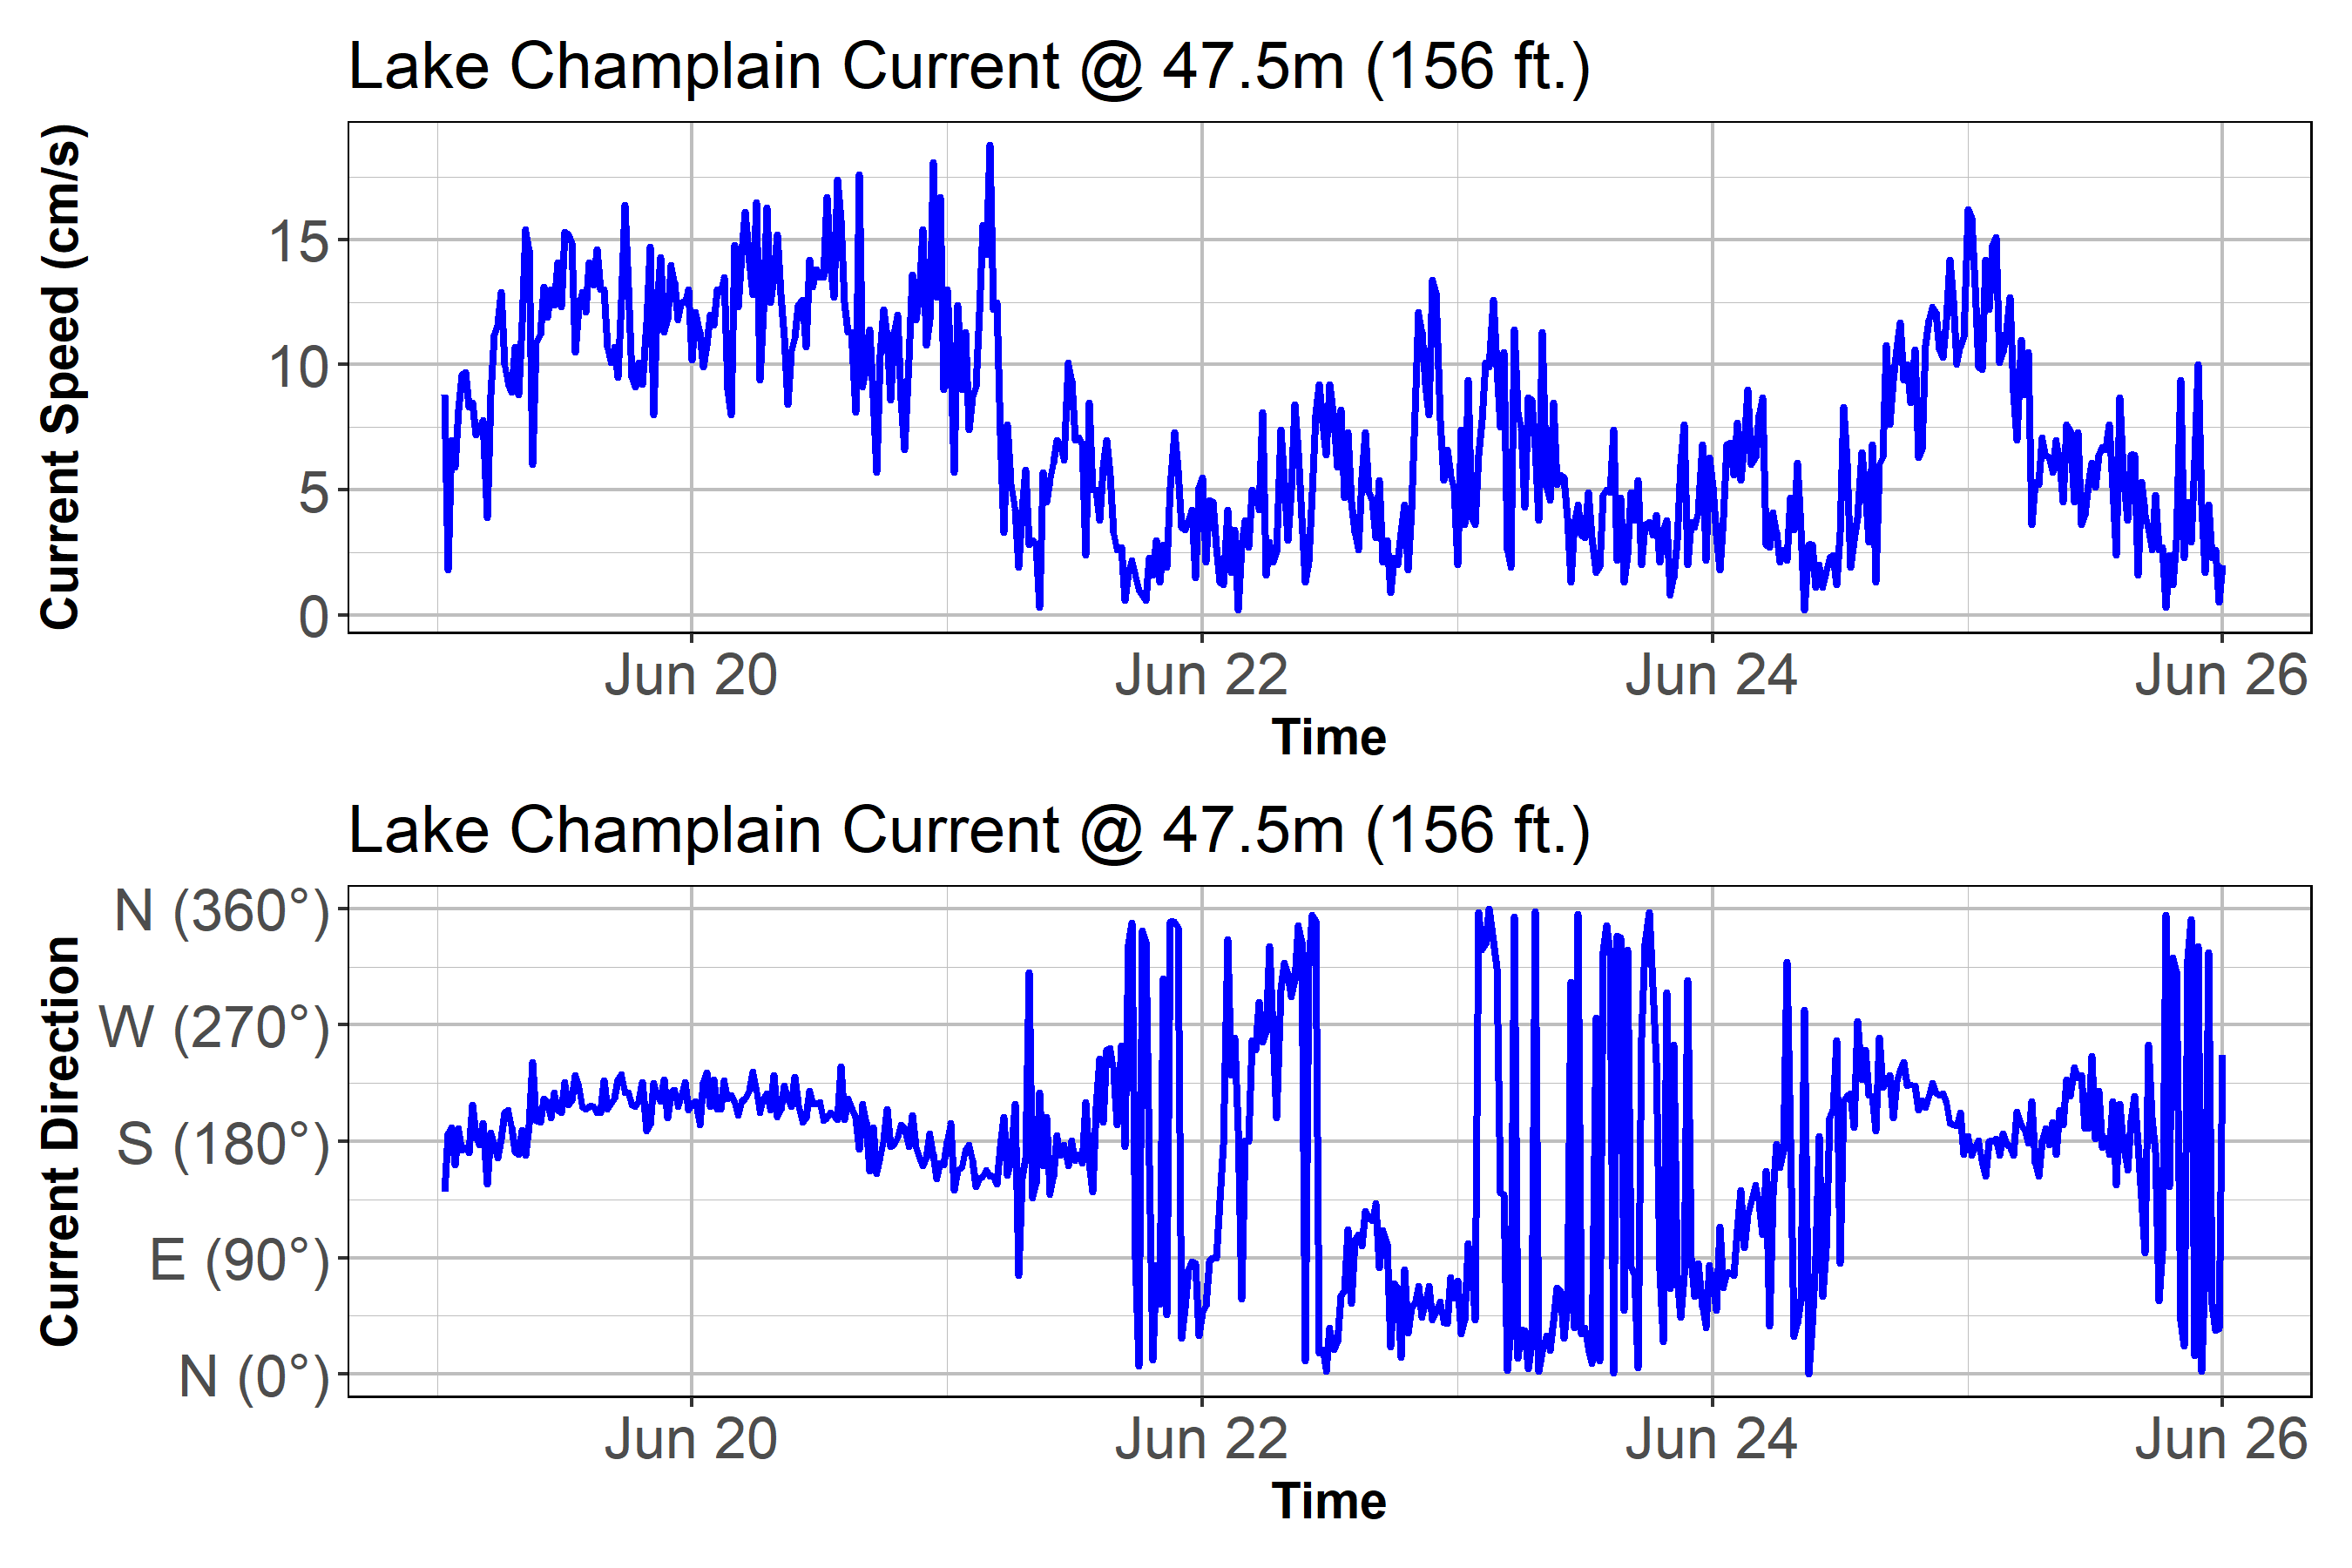 Lake Champlain Current @ 47.5m (156 ft.)
Current Speed (cm/s)
15
10
5
0
Jun 20 Jun 22 Jun 24 Jun 26
Time
Lake Champlain Current @ 47.5m (156 ft.)
Current Direction
N (360°)
W (270°)
S (180°)
E (90°)
N (0°)
Jun 20 Jun 22 Jun 24 Jun 26
Time